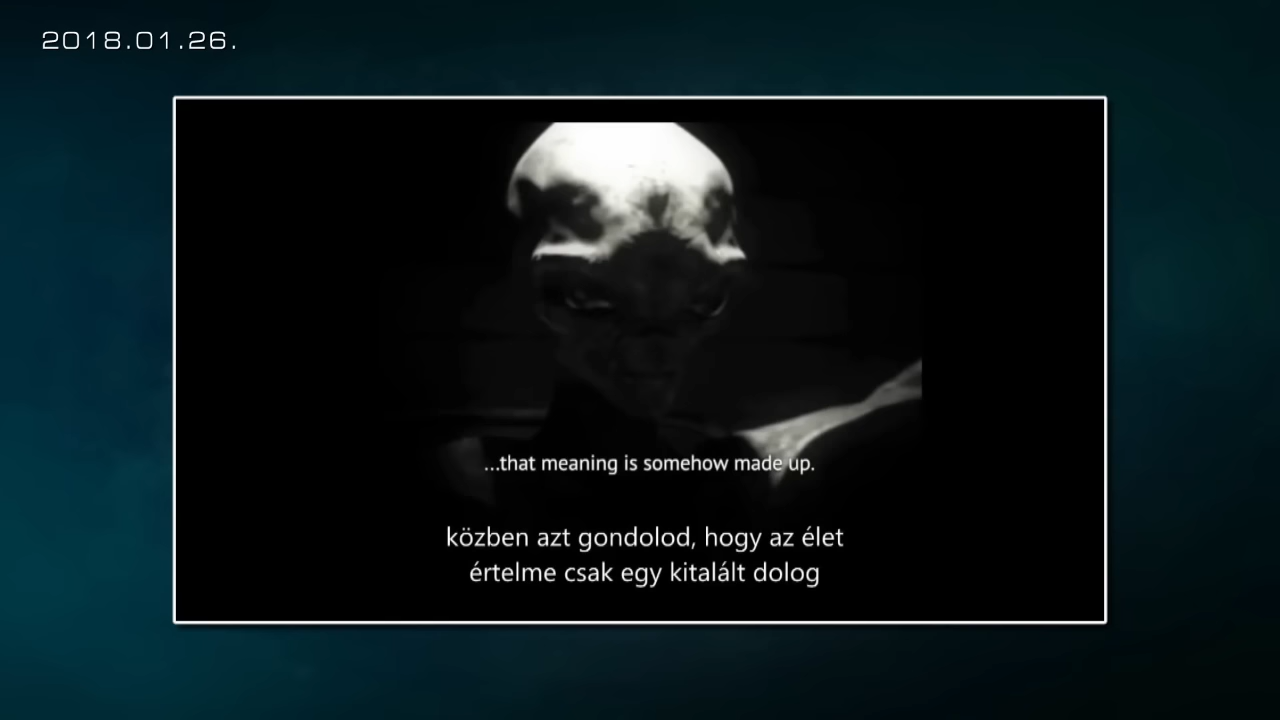 2018.01.26.
...that meaning is somehow made up.
közben azt gondolod, hogy az élet
értelme csak egy kitalált dolog